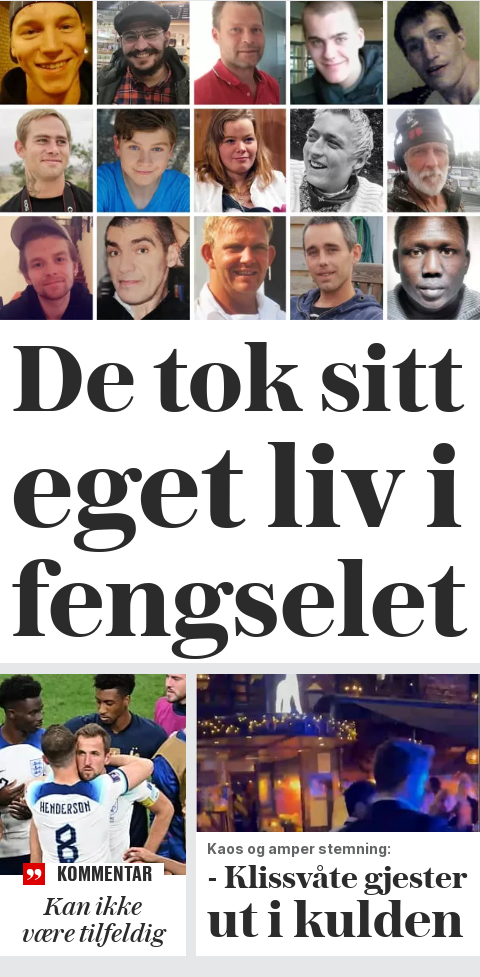 De tok sitt
eget liv i
fengselet
HENDERSON
8
KOMMENTAR
Kan ikke
være tilfeldig
Kaos og amper stemning:
- Klissvåte gjester
ut i kulden